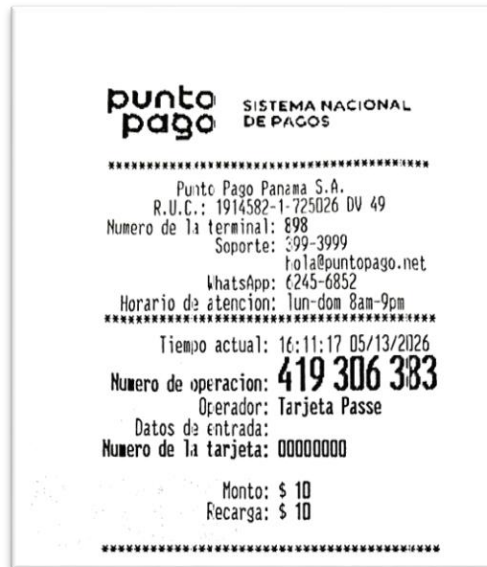 punto pago
SISTEMA NACIONAL
DE PAGOS
******************************************
Punto Pago Panama S.A.
R.U.C.: 1914582-1-725026 DV 49
Numero de la terminal: 898
Soporte: 399-3999
hola@puntopago.net
WhatsApp: 6245-6852
Horario de atencion: lun-dom 8am-9pm
******************************************
Tiempo actual: 16:11:17 05/13/2026
Numero de operacion: 419 306 383
Operador: Tarjeta Passe
Datos de entrada:
Numero de la tarjeta: 00000000
Monto: $ 10
Recarga: $ 10
******************************************